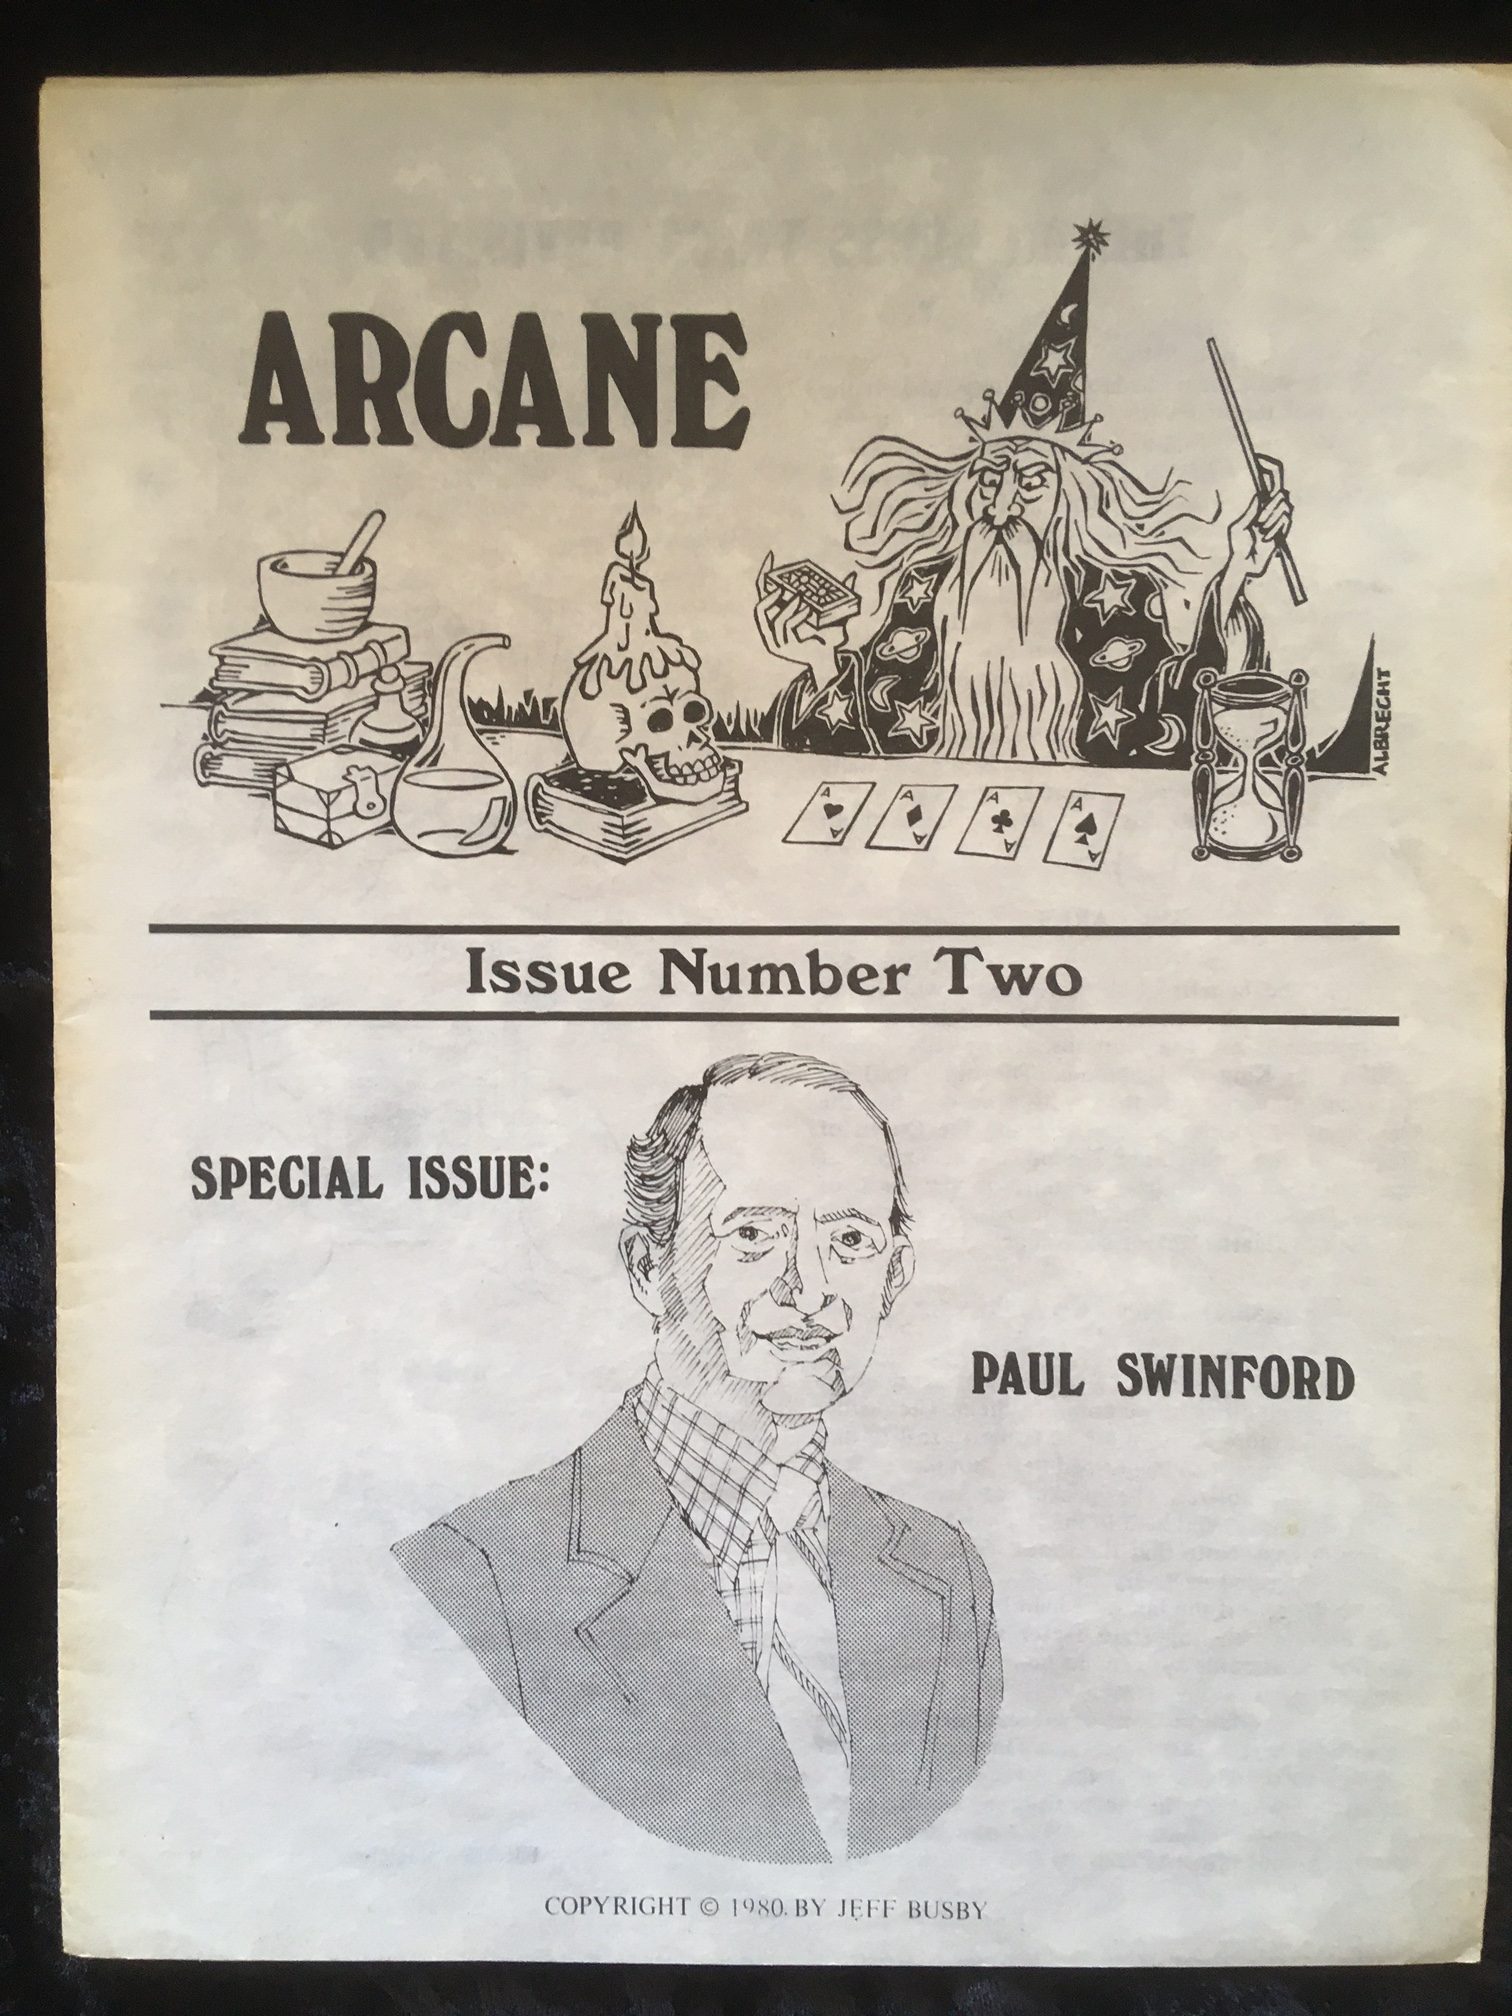 ARCANE
ALBRECHT
A A
A A
A A
A A
Issue Number Two
SPECIAL ISSUE:
PAUL SWINFORD
COPYRIGHT © 1980. BY JEFF BUSBY